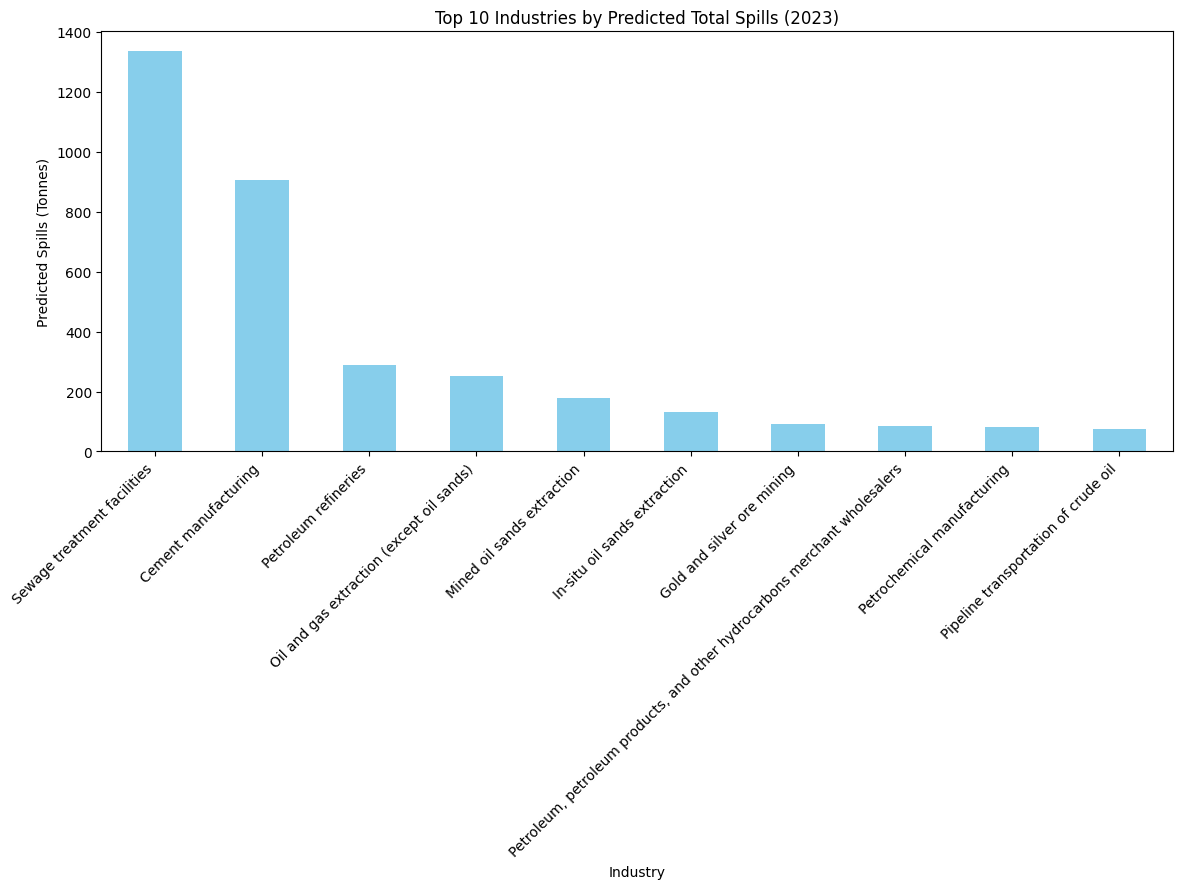 Top 10 Industries by Predicted Total Spills (2023)
Predicted Spills (Tonnes)
1400
1200
1000
800
600
400
200
0
Sewage treatment facilities
Cement manufacturing
Petroleum refineries
Oil and gas extraction (except oil sands)
Mined oil sands extraction
In-situ oil sands extraction
Gold and silver ore mining
Petroleum, petroleum products, and other hydrocarbons merchant wholesalers
Petrochemical manufacturing
Pipeline transportation of crude oil
Industry